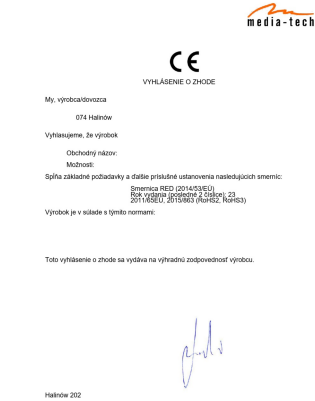 media-tech
CE
VYHLÁSENIE O ZHODE
My, výrobca/dovozca
074 Halinów
Vyhlasujeme, že výrobok
Obchodný názov:
Možnosti:
Spĺňa základné požiadavky a ďalšie príslušné ustanovenia nasledujúcich smerníc:
Smernica RED (2014/53/EÚ)
Rok vydania (posledné 2 číslice); 23
2011/65EÚ, 2015/863 (RoHS2, RoHS3)
Výrobok je v súlade s týmito normami:
Toto vyhlásenie o zhode sa vydáva na výhradnú zodpovednosť výrobcu.
Halinów 202